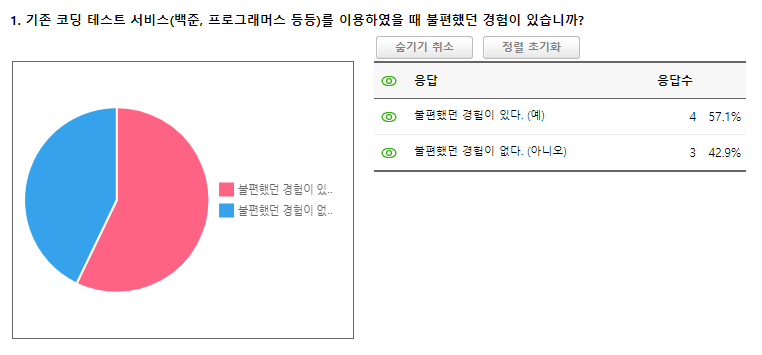 1. 기존 코딩 테스트 서비스(백준, 프로그래머스 등등)를 이용하였을 때 불편했던 경험이 있습니까?
숨기기 취소 정렬 초기화
응답 응답수
불편했던 경험이 있다. (예) 4 57.1%
불편했던 경험이 없다. (아니오) 3 42.9%
불편했던 경험이 있..
불편했던 경험이 없..